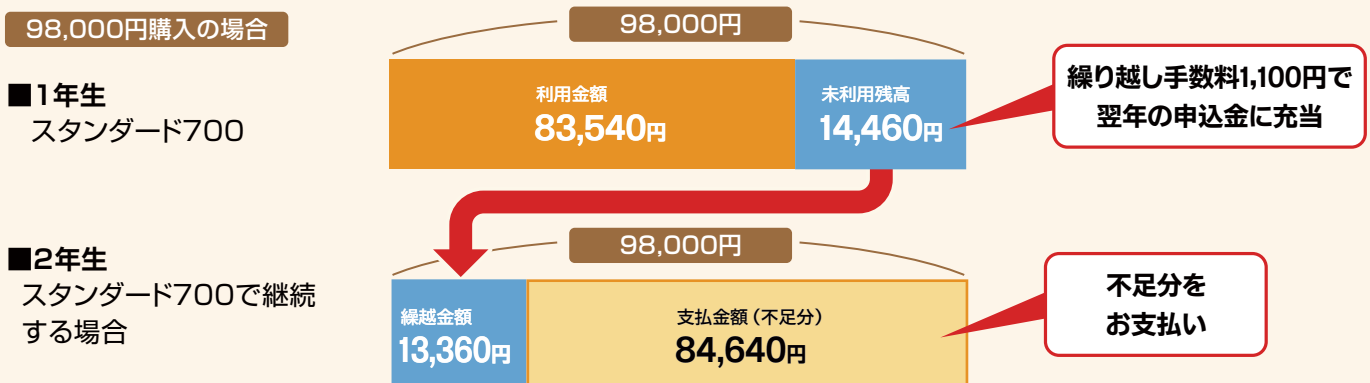 98,000円購入の場合
98,000円
■1年生
スタンダード700
利用金額
83,540円
未利用残高
14,460円
繰り越し手数料1,100円で
翌年の申込金に充当
98,000円
■2年生
スタンダード700で継続
する場合
繰越金額
13,360円
支払金額（不足分）
84,640円
不足分を
お支払い